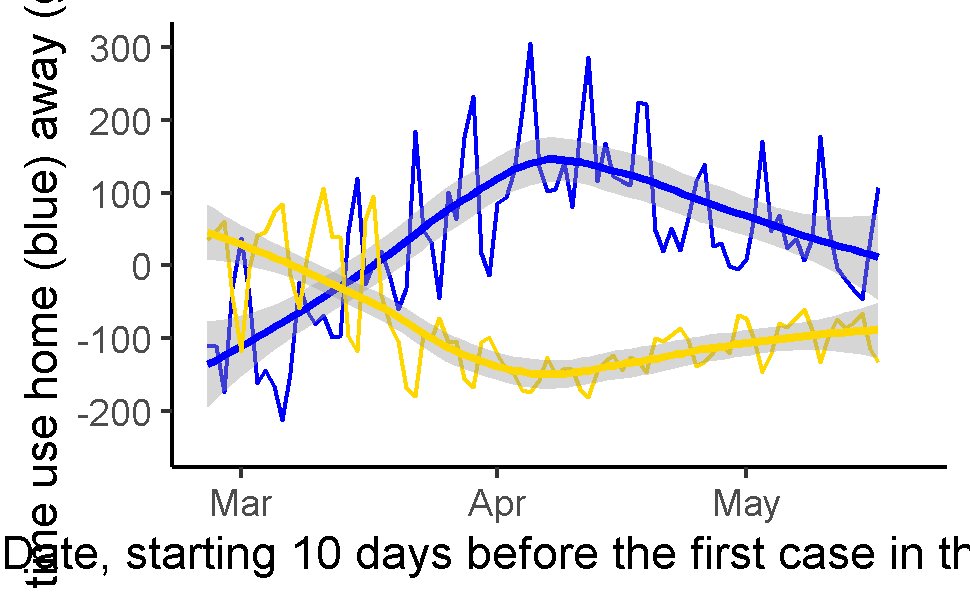 time use home (blue) away (
300
200
100
0
-100
-200
Mar Apr May
Date, starting 10 days before the first case in th